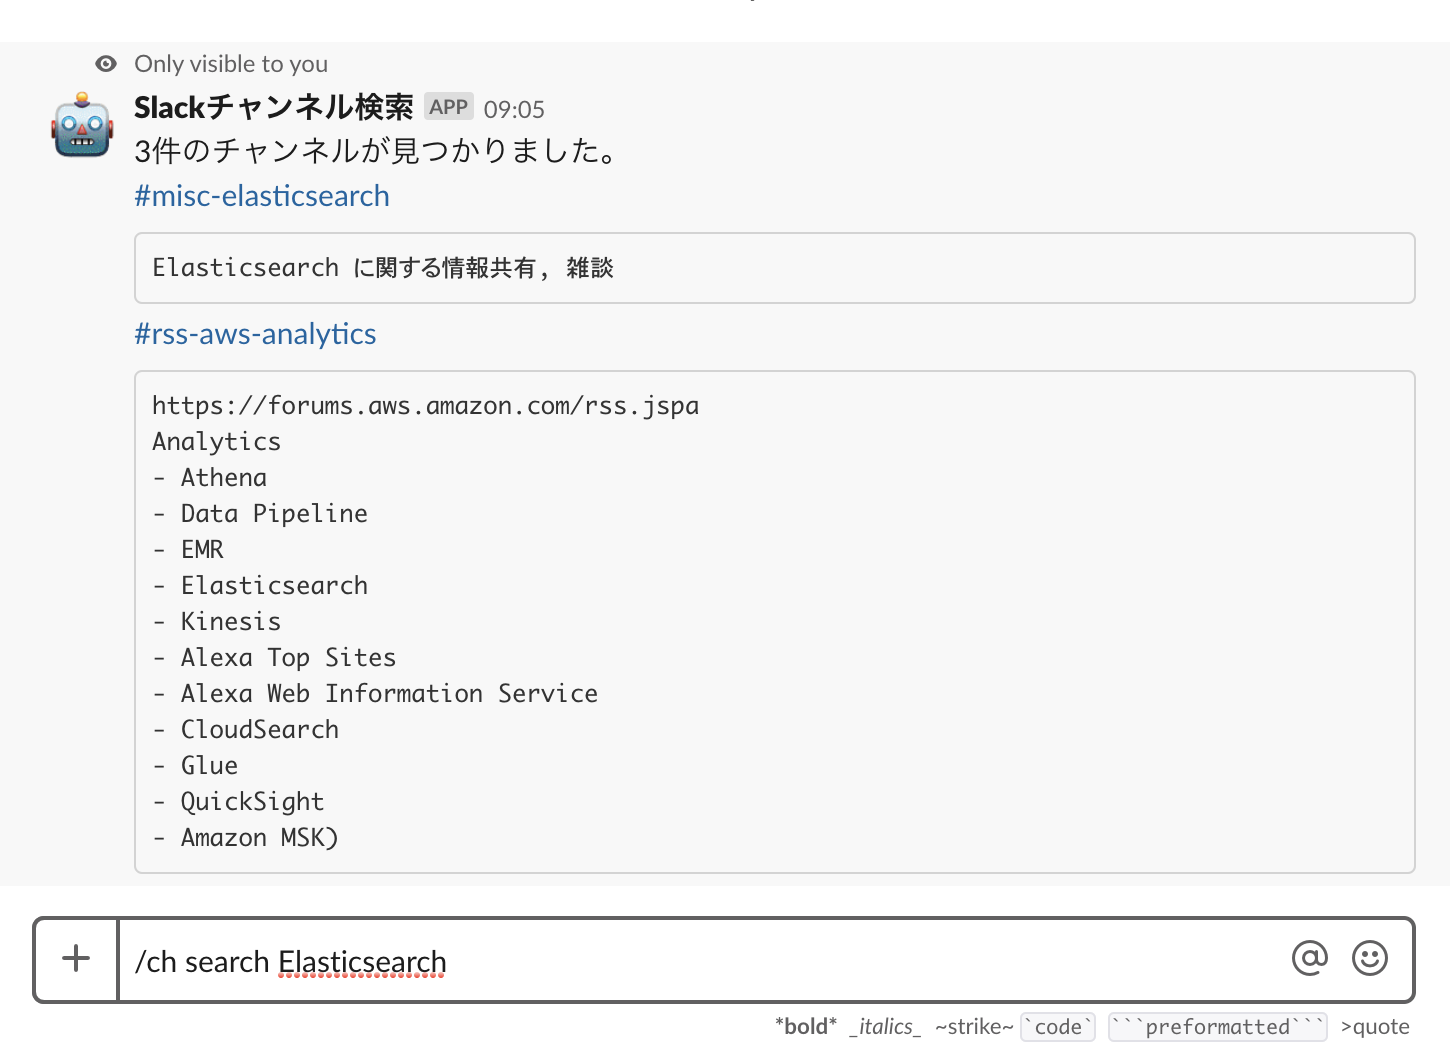 Only visible to you
Slackチャンネル検索 APP 09:05
3件のチャンネルが見つかりました。
#misc-elasticsearch
Elasticsearch に関する情報共有, 雑談
#rss-aws-analytics
https://forums.aws.amazon.com/rss.jspa
Analytics
- Athena
- Data Pipeline
- EMR
- Elasticsearch
- Kinesis
- Alexa Top Sites
- Alexa Web Information Service
- CloudSearch
- Glue
- QuickSight
- Amazon MSK)
/ch search Elasticsearch
*bold* _italics_ ~strike~ `code` ```preformatted``` >quote